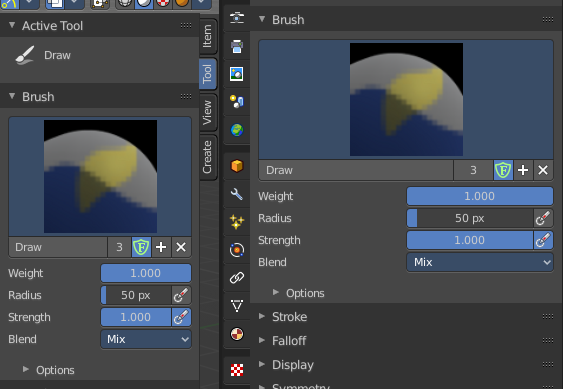 Active Tool
Draw
Brush
Draw 3 F
Weight 1.000
Radius 50 px
Strength 1.000
Blend Mix
Options
Item
Tool
View
Create
Brush
Draw 3 F
Weight 1.000
Radius 50 px
Strength 1.000
Blend Mix
Options
Stroke
Falloff
Display
Symmetry